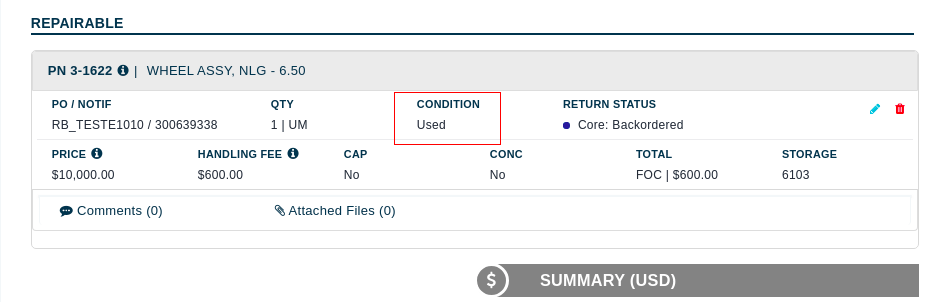 REPAIRABLE
PN 3-1622 | WHEEL ASSY, NLG - 6.50
PO / NOTIF QTY CONDITION RETURN STATUS
RB_TESTE1010 / 300639338 1 | UM Used Core: Backordered
PRICE HANDLING FEE CAP CONC TOTAL STORAGE
$10,000.00 $600.00 No No FOC | $600.00 6103
Comments (0) Attached Files (0)
$ SUMMARY (USD)